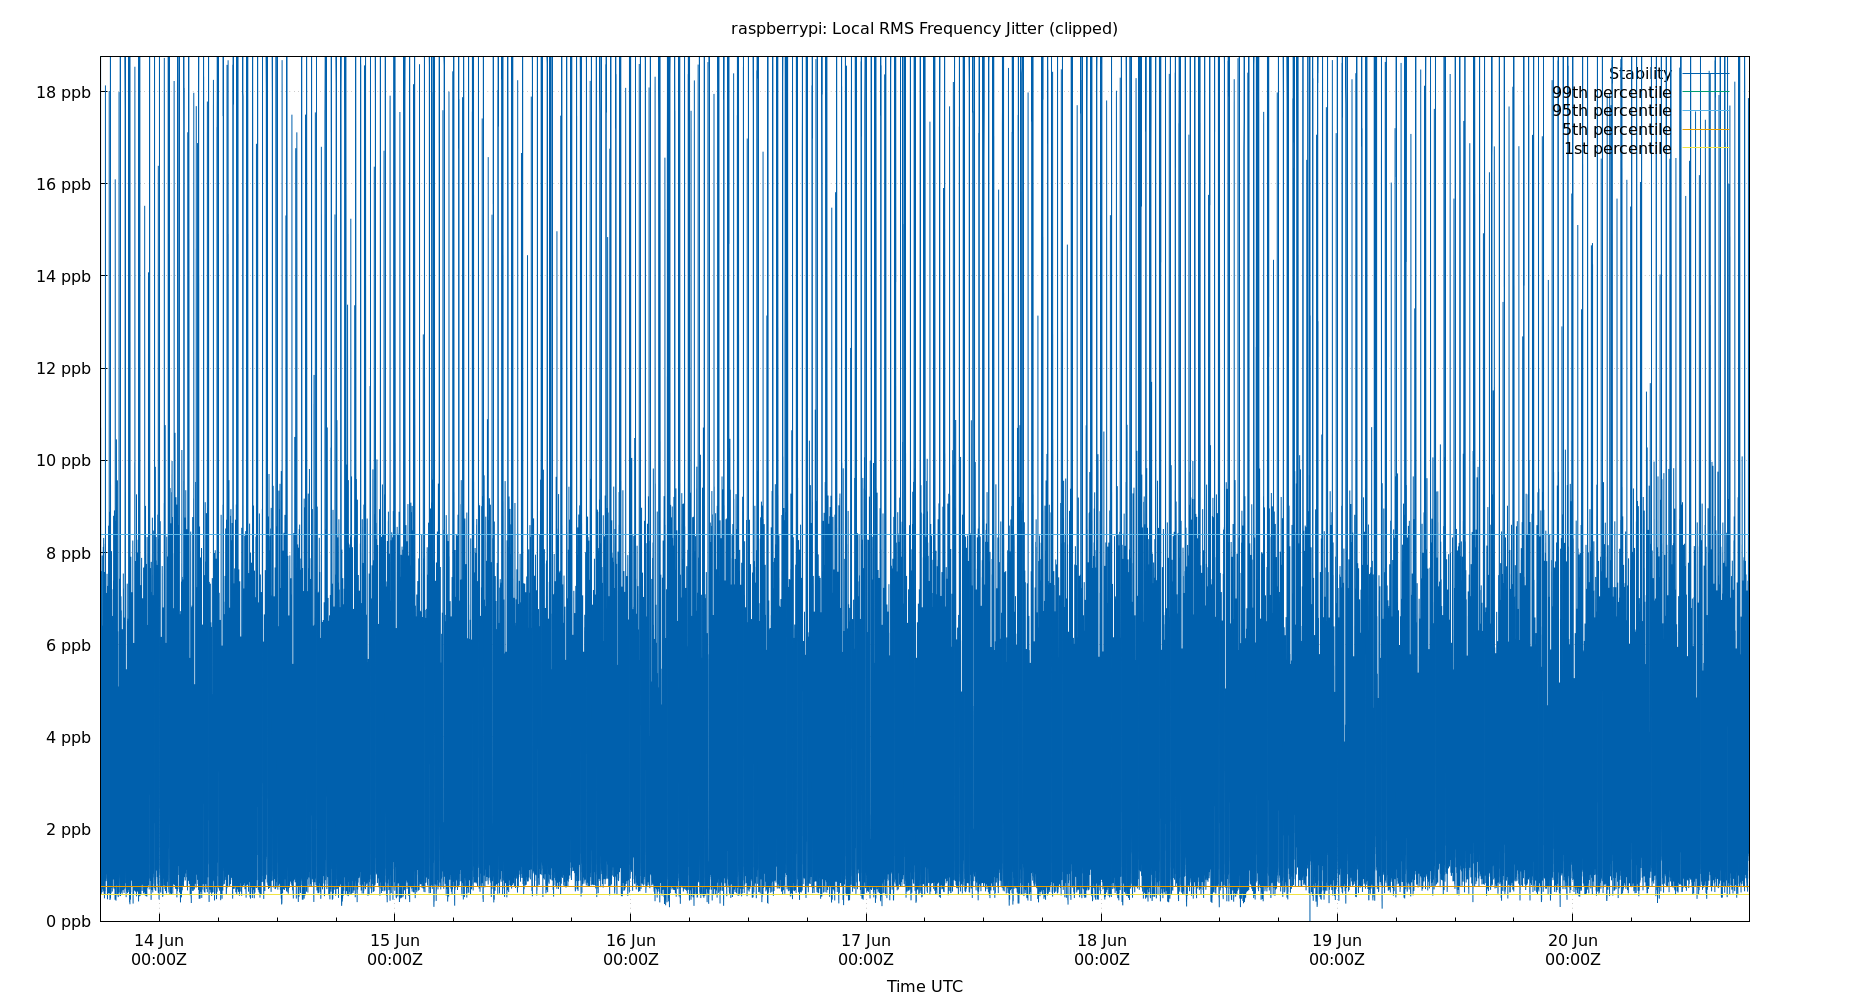 raspberrypi: Local RMS Frequency Jitter (clipped)
Stability
99th percentile
95th percentile
5th percentile
1st percentile
18 ppb
16 ppb
14 ppb
12 ppb
10 ppb
8 ppb
6 ppb
4 ppb
2 ppb
0 ppb
14 Jun 15 Jun 16 Jun 17 Jun 18 Jun 19 Jun 20 Jun
00:00Z 00:00Z 00:00Z 00:00Z 00:00Z 00:00Z 00:00Z
Time UTC